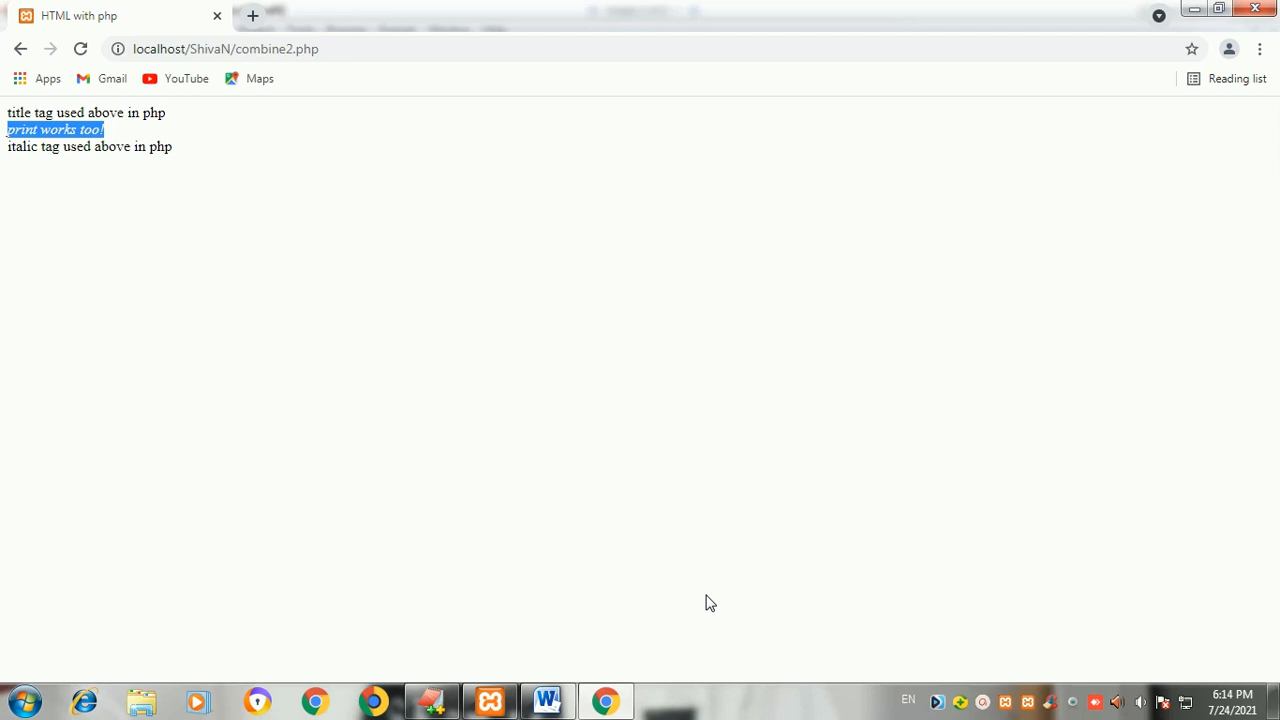 HTML with php
localhost/ShivaN/combine2.php
Apps Gmail YouTube Maps Reading list
title tag used above in php
print works too!
italic tag used above in php
EN
6:14 PM
7/24/2021